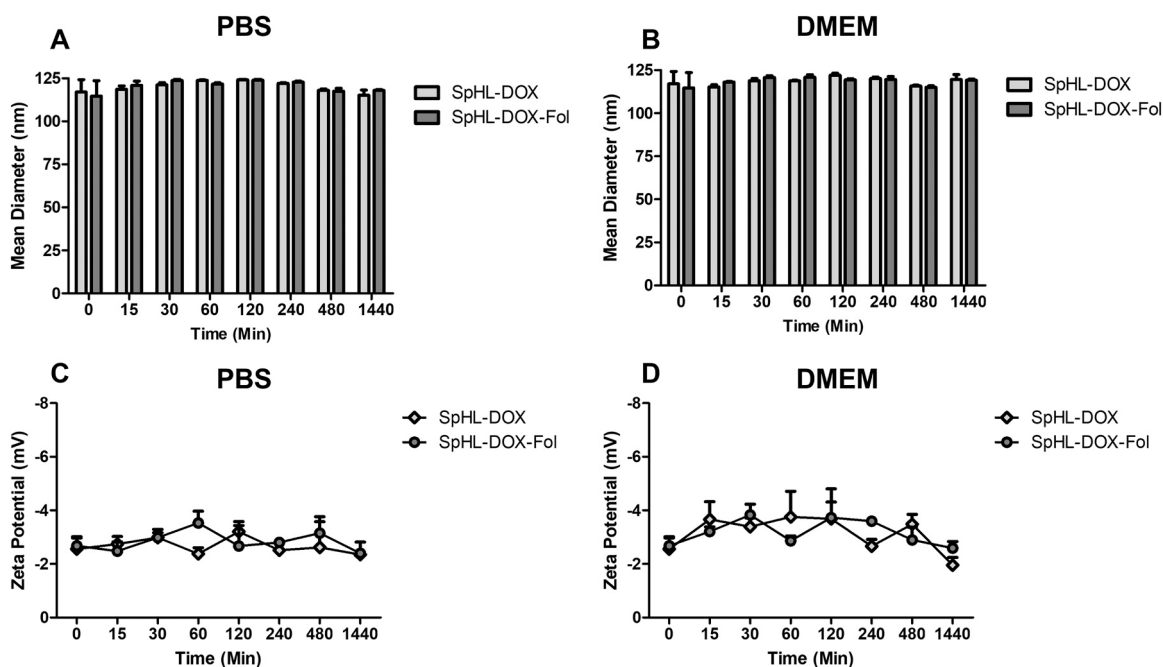 A
PBS
125
100
75
50
25
0
Mean Diameter (nm)
0 15 30 60 120 240 480 1440
Time (Min)
SpHL-DOX
SpHL-DOX-Fol
B
DMEM
125
100
75
50
25
0
Mean Diameter (nm)
0 15 30 60 120 240 480 1440
Time (Min)
SpHL-DOX
SpHL-DOX-Fol
C
PBS
-8
-6
-4
-2
0
Zeta Potential (mV)
0 15 30 60 120 240 480 1440
Time (Min)
SpHL-DOX
SpHL-DOX-Fol
D
DMEM
-8
-6
-4
-2
0
Zeta Potential (mV)
0 15 30 60 120 240 480 1440
Time (Min)
SpHL-DOX
SpHL-DOX-Fol